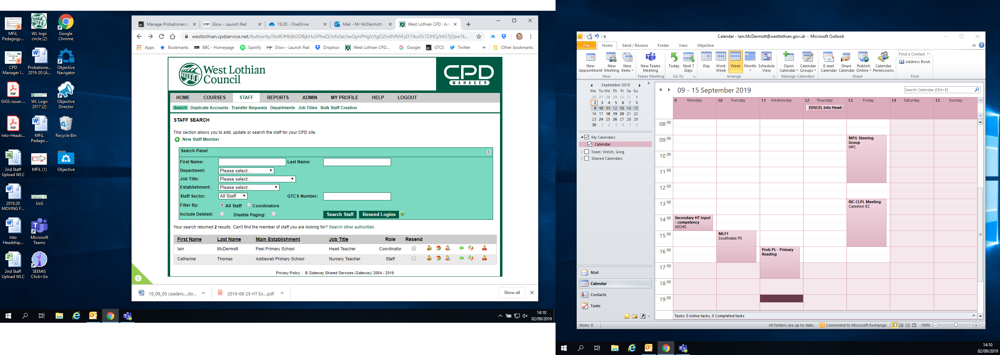 MFiL Pedagogy...
WL logo circle (2)
Google Chrome
CPD Manager I...
Probatione... 2019-20 (A...
Objective Navigator
GIGS-issue-...
WL Logo 2017 (2)
Objective Director
Into-Heads...
MFiL Pedago...
Recycle Bin
2nd Staff Upload WLC
MFIL (1)
Objective
2019.20 MOVING F...
UoS
Into Headship...
Microsoft Teams
2nd Staff Upload WLC
SEEMiS Click+Go
Manage Probationers |
Glow - Launch Pad
19.20 - OneDrive
Mail - Mr McDermott -
West Lothian CPD : Aut
westlothian.cpdservice.net/Authority/Staff/#&&t2DBjbHuSPhxQOrXcfaLhwQynPHgV/tgOZm8VRAFyD7JkulSi7ZiHQ/htG7jQne7k...
Apps Bookmarks BBC - Homepage Spotify Glow - Launch Pad Dropbox West Lothian CPD... Google GTCS Twitter » Other bookmarks
West Lothian
Council
CPD
MANAGER
HOME COURSES STAFF REPORTS ADMIN MY PROFILE HELP LOGOUT
Search Duplicate Accounts Transfer Requests Departments Job Titles Bulk Staff Creation
STAFF SEARCH
This section allows you to add, update or search the staff for your CPD site.
New Staff Member
Search Panel
First Name: Last Name:
Department: Please select...
Job Title: Please select...
Establishment: Please select...
Staff Sector: All Staff GTCS Number:
Filter By: All Staff Coordinators
Include Deleted: Disable Paging: Search Staff Resend Logins
Your search returned 2 results. Can't find the member of staff you are looking for? Search other authorities.
First Name Last Name Main Establishment Job Title Role Resend
Iain McDermott Peel Primary School Head Teacher Coordinator
Catherine Thomas Addiewell Primary School Nursery Teacher Staff
Privacy Policy | © Gateway Shared Services (Gateway) 2004 - 2019
19_09_05 Leaders....do...
2019-08-29 HT Ex....pdf
Show all
14:10
02/09/2019
Calendar - Iain.McDermott@westlothian.gov.uk - Microsoft Outlook
File Home Send / Receive Folder View Objective
New Appointment
New Meeting
New Items
New Teams Meeting
Today
Next 7 Days
Day
Work Week
Week
Month
Schedule View
Open Calendar
Calendar Groups
E-mail Calendar
Share Calendar
Publish Online
Calendar Permissions
Find a Contact
Address Book
New Teams Meeting Go To Arrange Manage Calendars Share Find
September 2019
Mo Tu We Th Fr Sa Su
26 27 28 29 30 31 1
2 3 4 5 6 7 8
9 10 11 12 13 14 15
16 17 18 19 20 21 22
23 24 25 26 27 28 29
30 1 2 3 4 5 6
My Calendars
Calendar
Team: Welsh, Greg
Shared Calendars
Mail
Calendar
Contacts
Tasks
09 - 15 September 2019
Search Calendar (Ctrl+E)
9 Monday 10 Tuesday 11 Wednesday 12 Thursday 13 Friday 14 Saturday 15 Sunday
EDSCEL Into Heads
08 00
09 00
MFiL Steering
Group
HPC
10 00
11 00
12 00
13 00
RIC CLPL Meeting
Camelon EC
14 00
Secondary HT input
- competency
WCHS
15 00
MLF1
Southdale PS
16 00
Prob PL - Primary
Reading
17 00
18 00
19 00
Tasks: 0 Active tasks, 0 Completed tasks
Items: 6
All folders are up to date. Connected to Microsoft Exchange 100%
14:10
02/09/2019